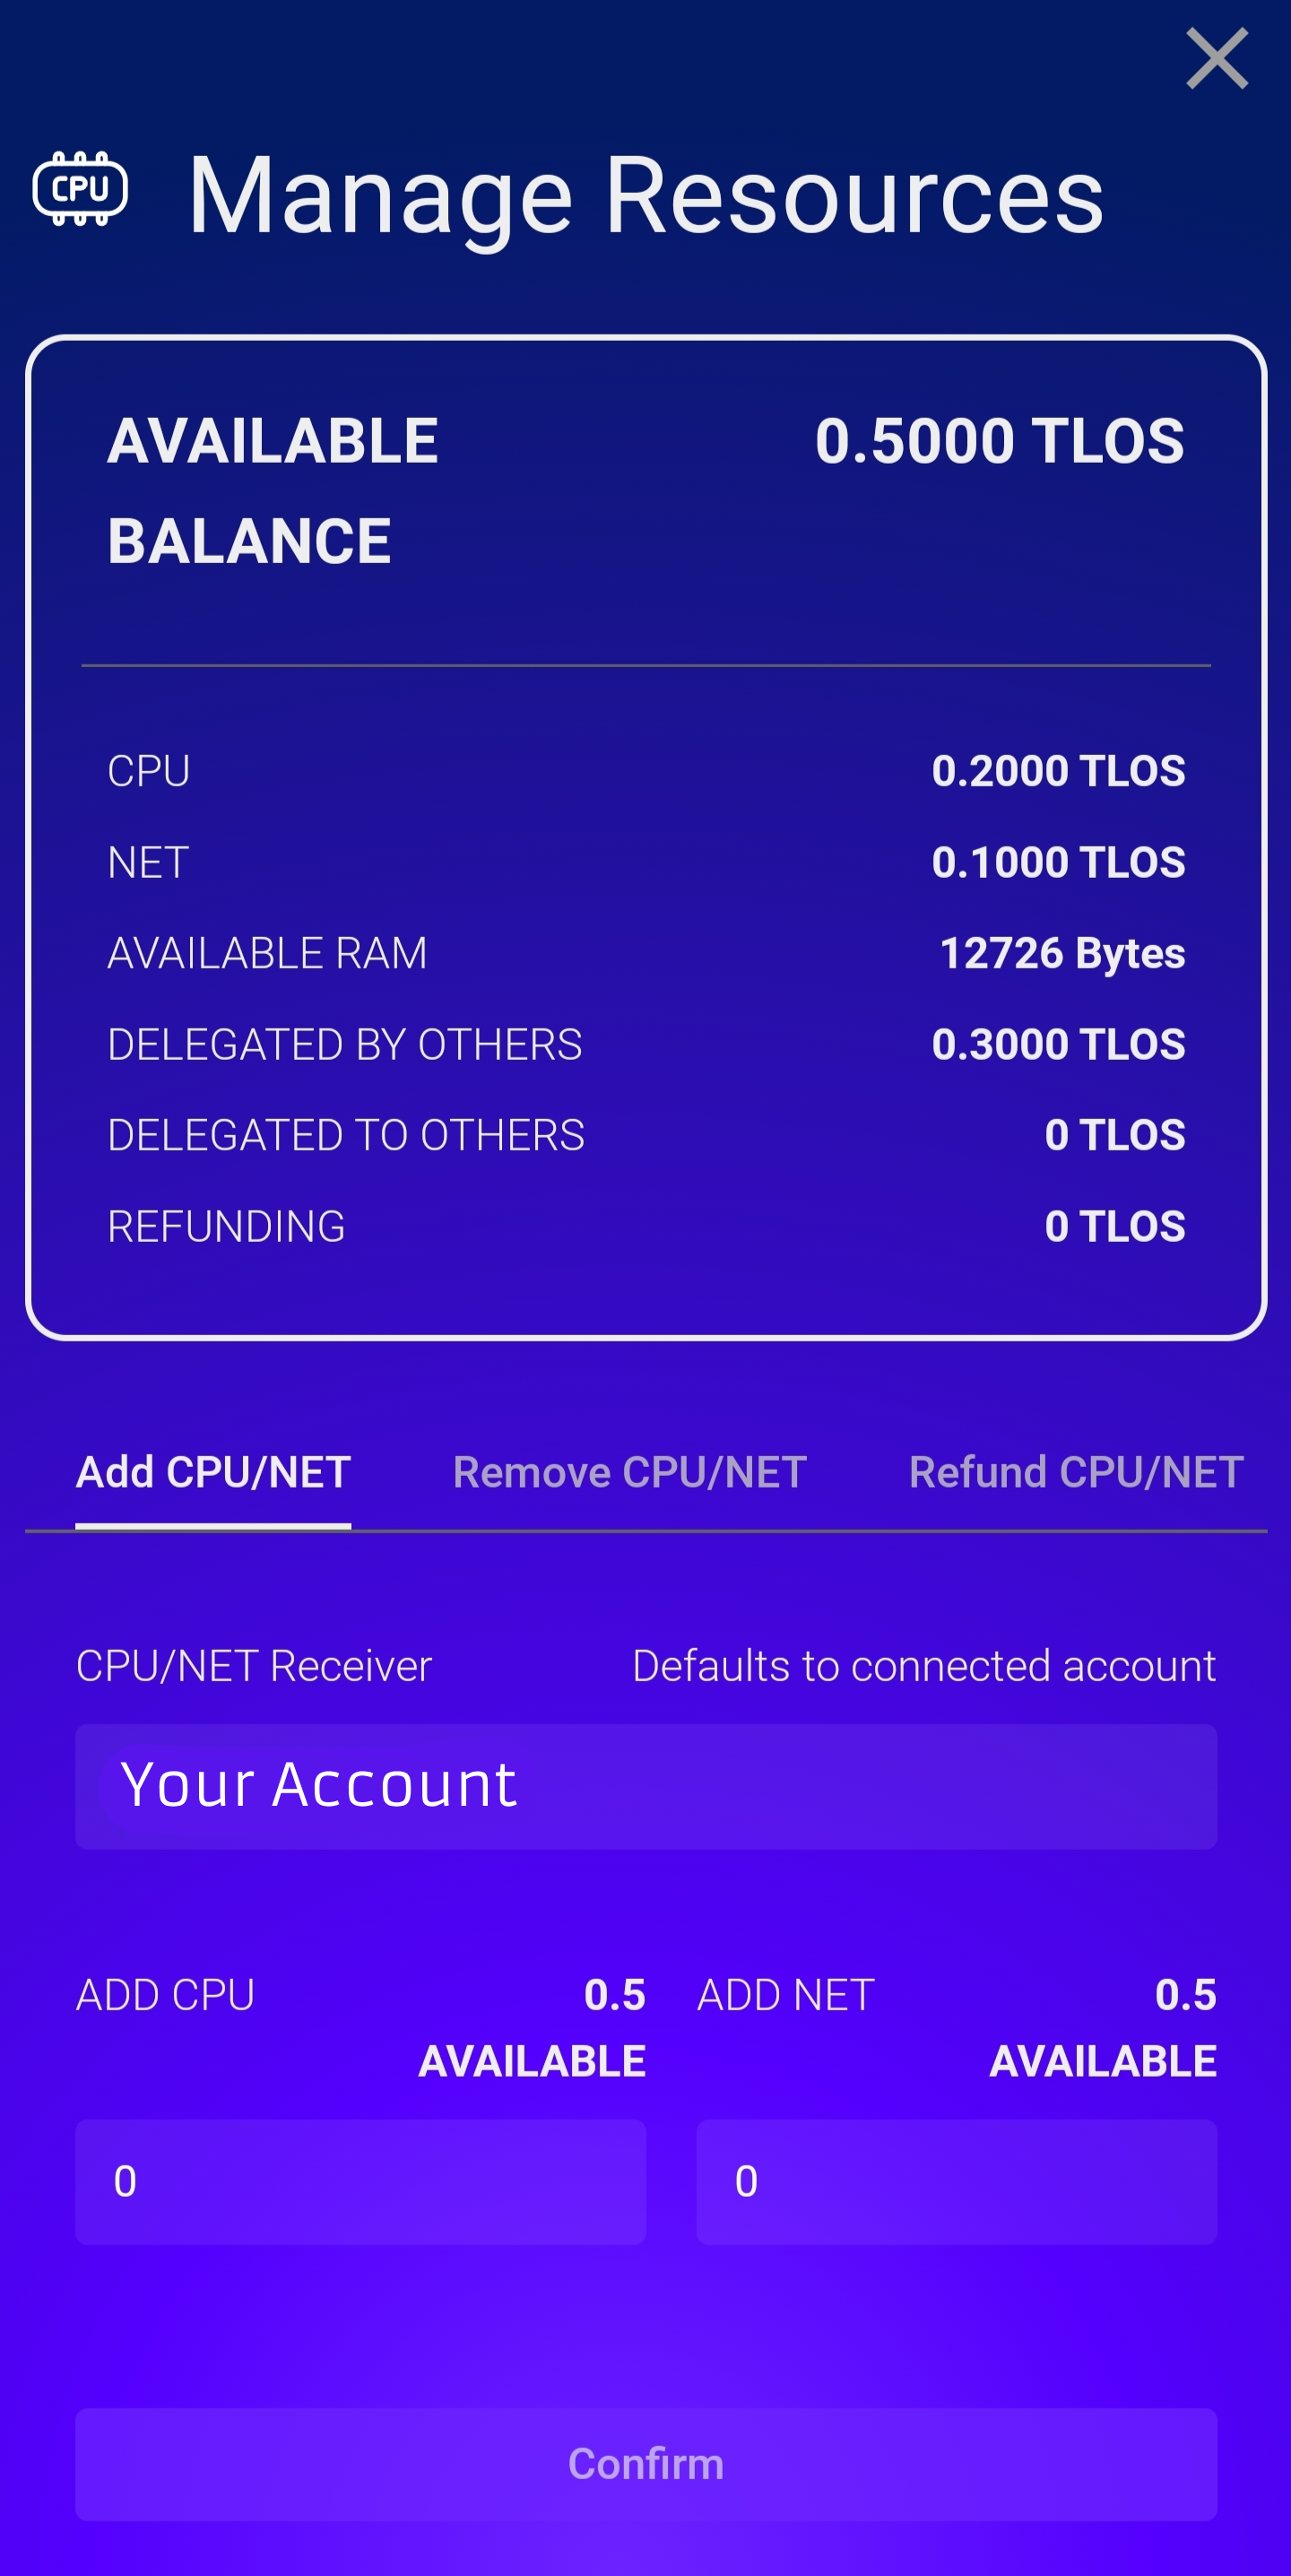 CPU Manage Resources
AVAILABLE 0.5000 TLOS
BALANCE
CPU 0.2000 TLOS
NET 0.1000 TLOS
AVAILABLE RAM 12726 Bytes
DELEGATED BY OTHERS 0.3000 TLOS
DELEGATED TO OTHERS 0 TLOS
REFUNDING 0 TLOS
Add CPU/NET Remove CPU/NET Refund CPU/NET
CPU/NET Receiver Defaults to connected account
Your Account
ADD CPU 0.5 ADD NET 0.5
AVAILABLE AVAILABLE
0 0
Confirm